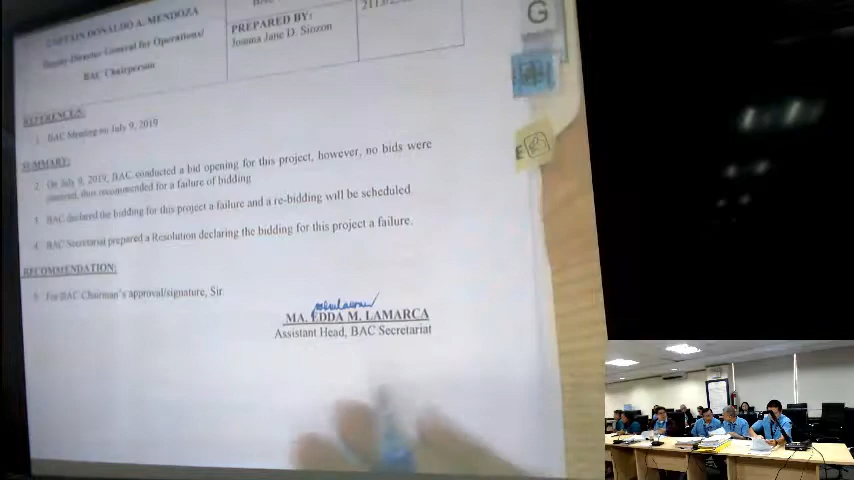 CAPTAIN DONALDO A. MENDOZA
Deputy Director General for Operations/
BAC Chairperson
PREPARED BY:
Joanna Jane D. Sinzon
G
REFERENCES:
1. BAC Meeting on July 9, 2019
E
SUMMARY:
2. On July 9, 2019, BAC conducted a bid opening for this project, however, no bids were
received, thus recommended for a failure of bidding
3. BAC declared the bidding for this project a failure and a re-bidding will be scheduled
4. BAC Secretariat prepared a Resolution declaring the bidding for this project a failure.
RECOMMENDATION:
5. For BAC Chairman's approval/signature, Sir
MA. EDDA M. LAMARCA
Assistant Head, BAC Secretariat